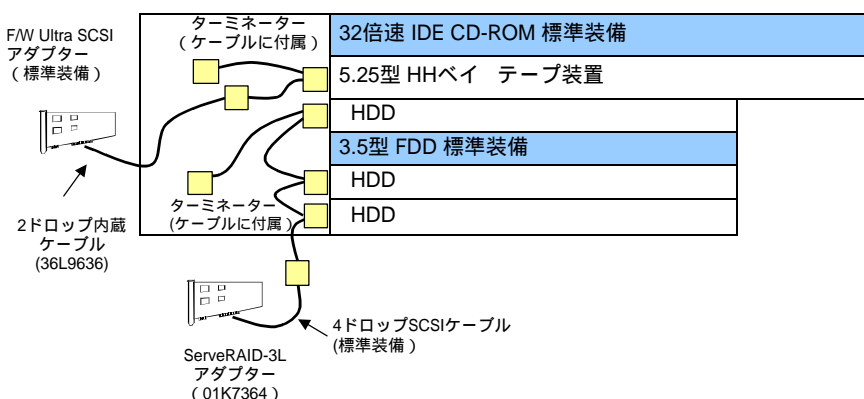 F/W Ultra SCSI
アダプター
（標準装備）
ターミネーター
（ケーブルに付属）
32倍速 IDE CD-ROM 標準装備
5.25型 HHベイ　テープ装置
HDD
3.5型 FDD 標準装備
HDD
HDD
ターミネーター
(ケーブルに付属）
2ドロップ内蔵
ケーブル
(36L9636)
4ドロップSCSIケーブル
(標準装備）
ServeRAID-3L
アダプター
（01K7364）